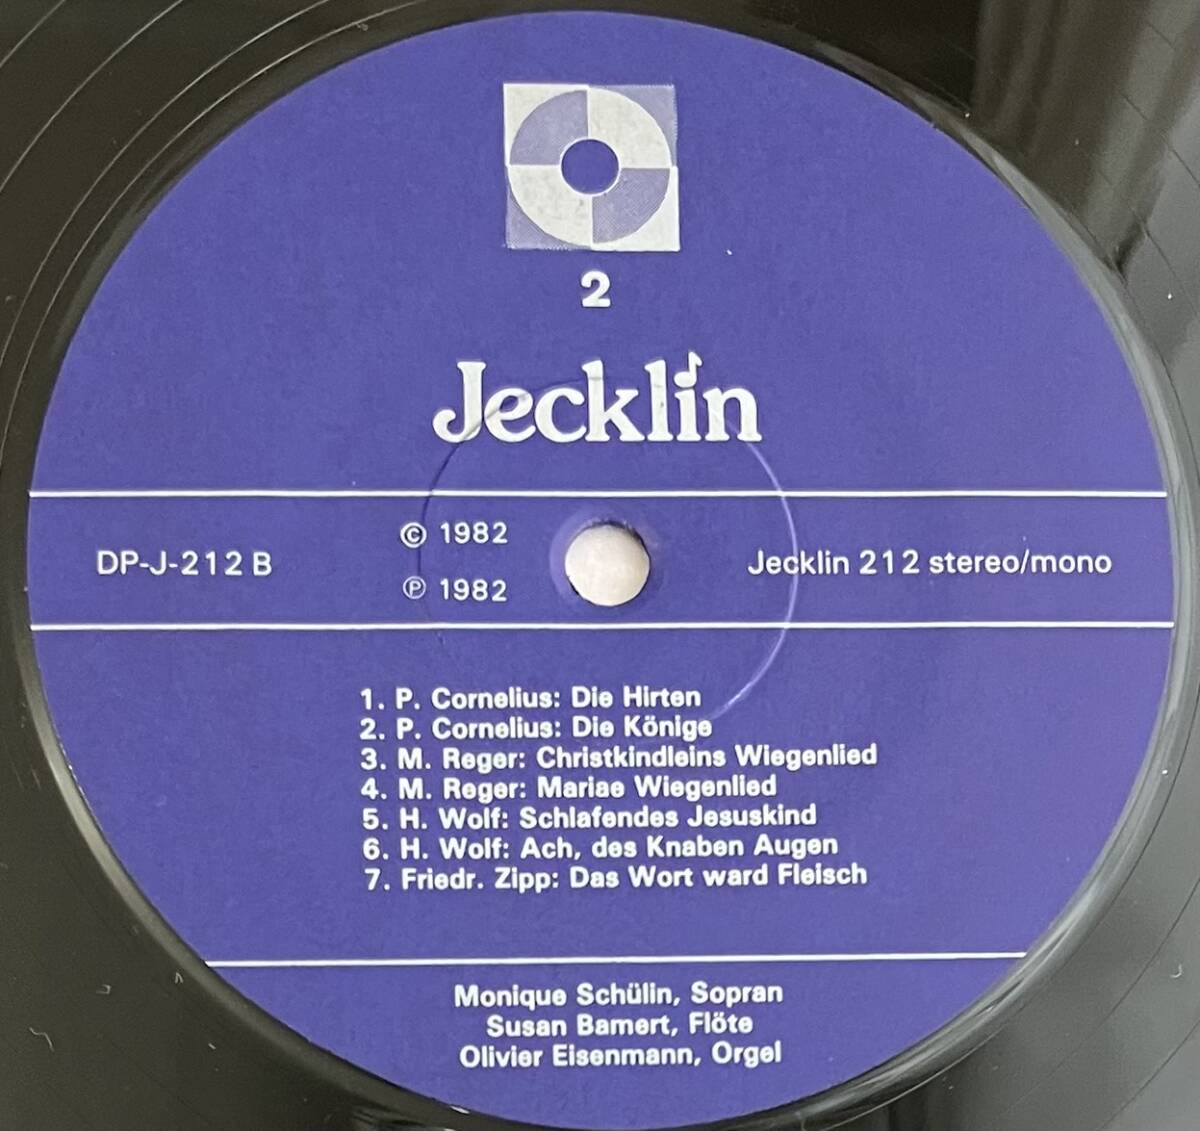 2
Jecklin
DP-J-212 B
© 1982
℗ 1982
Jecklin 212 stereo/mono
1. P. Cornelius: Die Hirten
2. P. Cornelius: Die Könige
3. M. Reger: Christkindleins Wiegenlied
4. M. Reger: Mariae Wiegenlied
5. H. Wolf: Schlafendes Jesuskind
6. H. Wolf: Ach, des Knaben Augen
7. Friedr. Zipp: Das Wort ward Fleisch
Monique Schülin, Sopran
Susan Bamert, Flöte
Olivier Eisenmann, Orgel